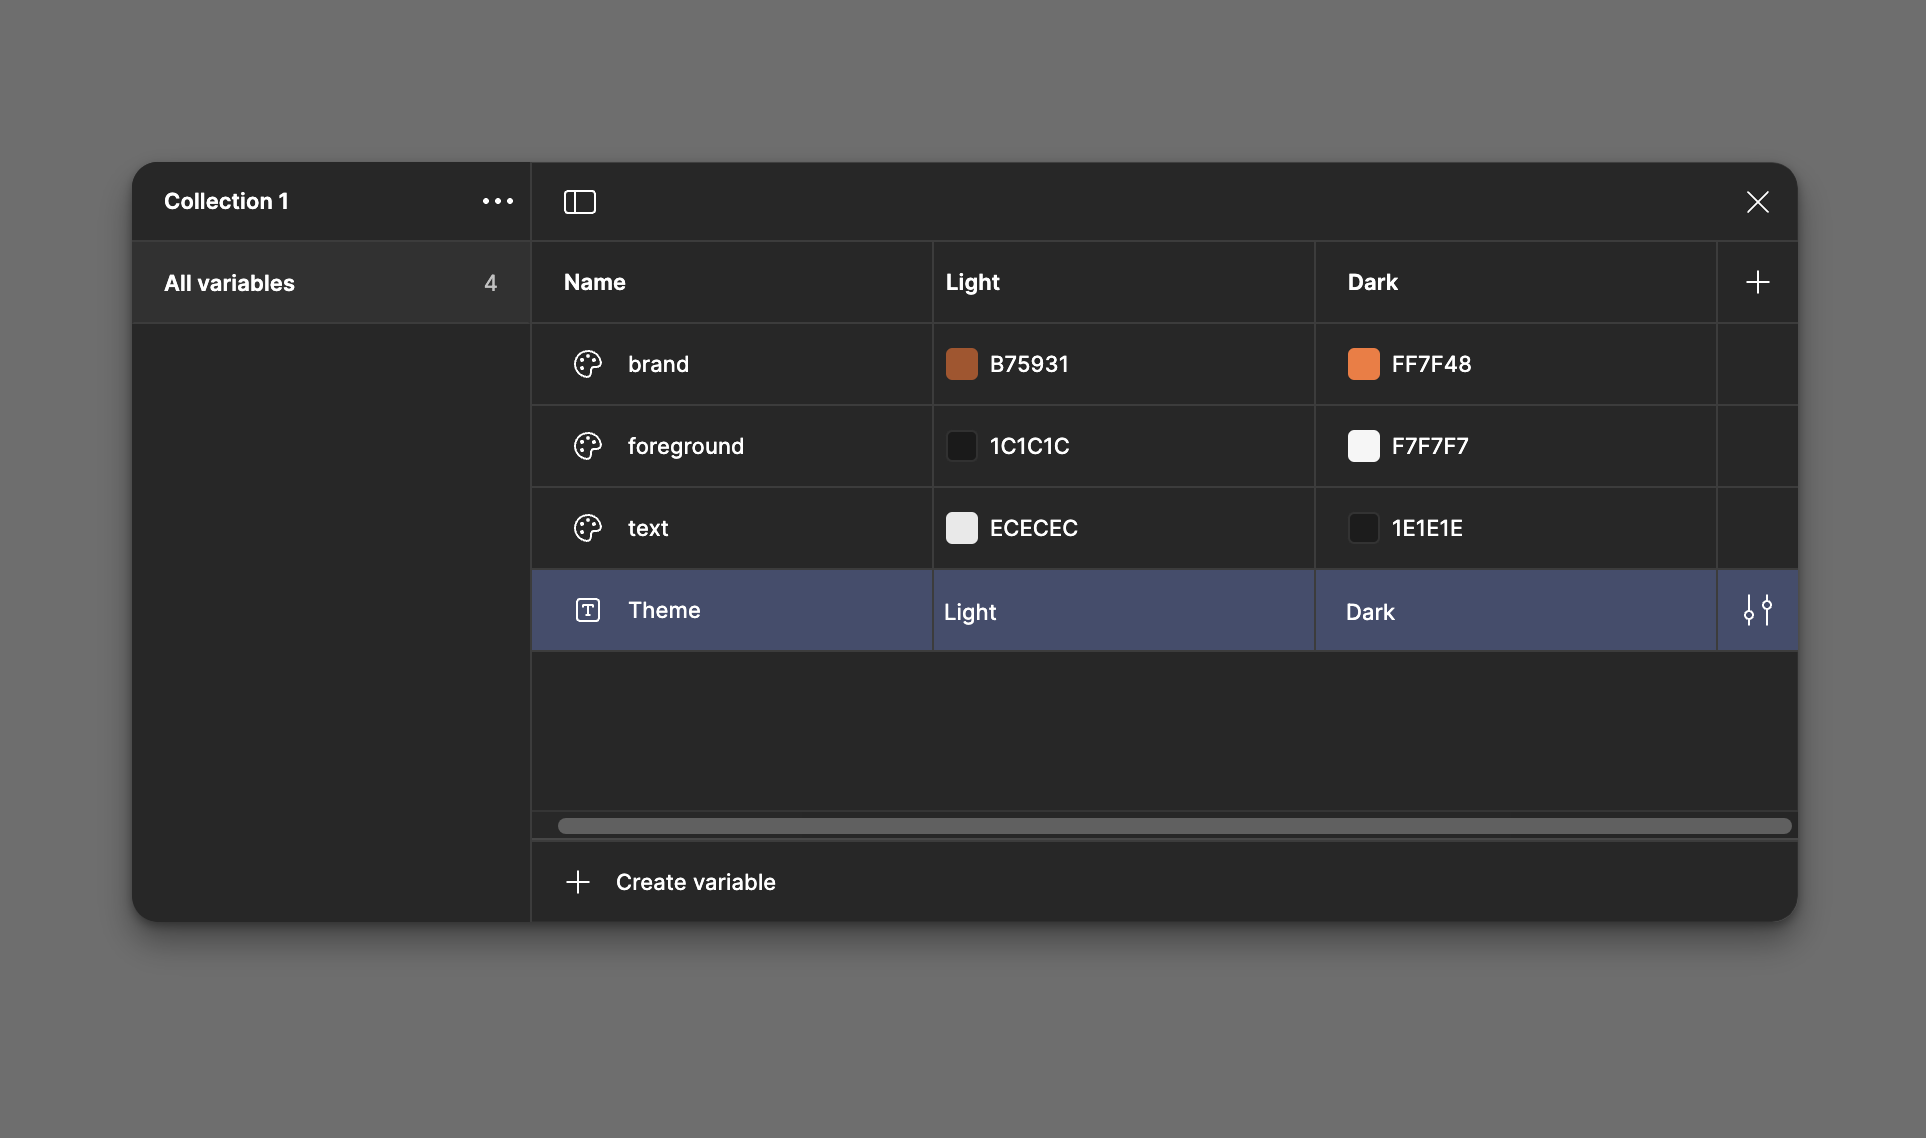 Collection 1
All variables 4
Name Light Dark
brand B75931 FF7F48
foreground 1C1C1C F7F7F7
text ECECEC 1E1E1E
Theme Light Dark
Create variable